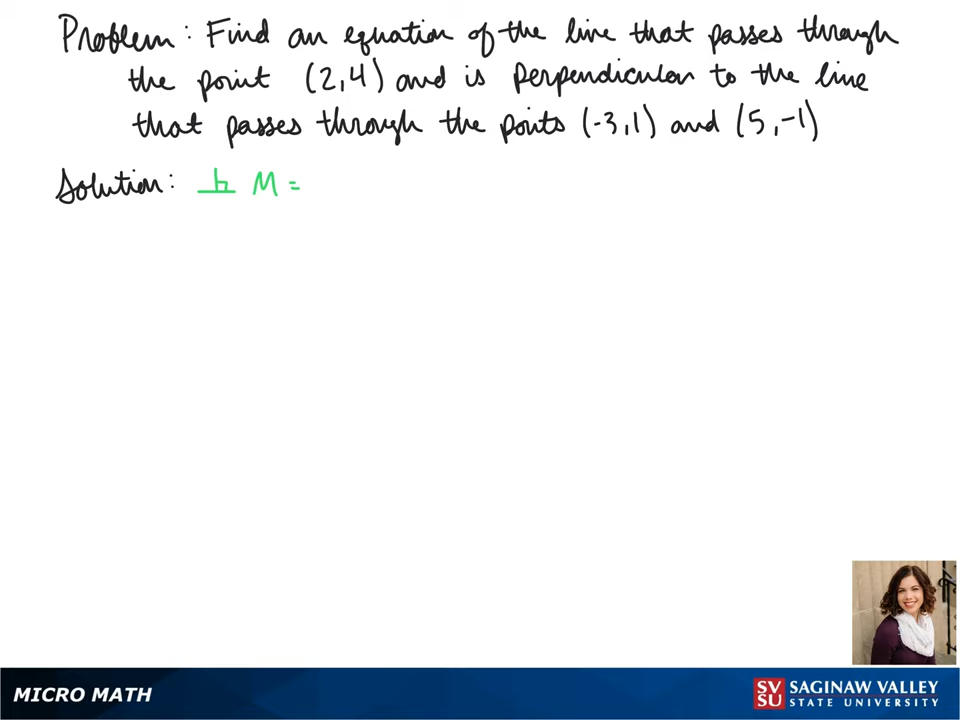 Problem: Find an equation of the line that passes through
the point (2,4) and is perpendicular to the line
that passes through the points (-3,1) and (5,-1)
Solution: ⊥ M =
MICRO MATH
SVSU SAGINAW VALLEY
STATE UNIVERSITY